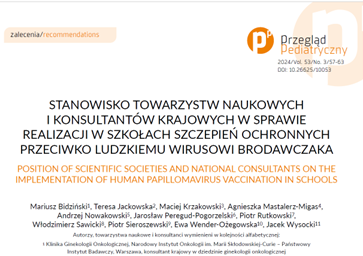 zalecenia/recommendations
Przegląd
Pediatryczny
2024/Vol. 53/No. 3/57-63
DOI: 10.26625/10053
STANOWISKO TOWARZYSTW NAUKOWYCH
I KONSULTANTÓW KRAJOWYCH W SPRAWIE
REALIZACJI W SZKOŁACH SZCZEPIEŃ OCHRONNYCH
PRZECIWKO LUDZKIEMU WIRUSOWI BRODAWCZAKA
POSITION OF SCIENTIFIC SOCIETIES AND NATIONAL CONSULTANTS ON THE
IMPLEMENTATION OF HUMAN PAPILLOMAVIRUS VACCINATION IN SCHOOLS
Mariusz Bidziński¹, Teresa Jackowska², Maciej Krzakowski³, Agnieszka Mastalerz-Migas⁴,
Andrzej Nowakowski⁵, Jarosław Peregud-Pogorzelski⁶, Piotr Rutkowski⁷,
Włodzimierz Sawicki⁸, Piotr Sieroszewski⁹, Ewa Wender-Ożegowska¹⁰, Jacek Wysocki¹¹
Autorzy, towarzystwa naukowe i konsultanci wymienieni w kolejności alfabetycznej;
¹ Klinika Ginekologii Onkologicznej, Narodowy Instytut Onkologii im. Marii Skłodowskiej-Curie – Państwowy
Instytut Badawczy, Warszawa, konsultant krajowy w dziedzinie ginekologii onkologicznej